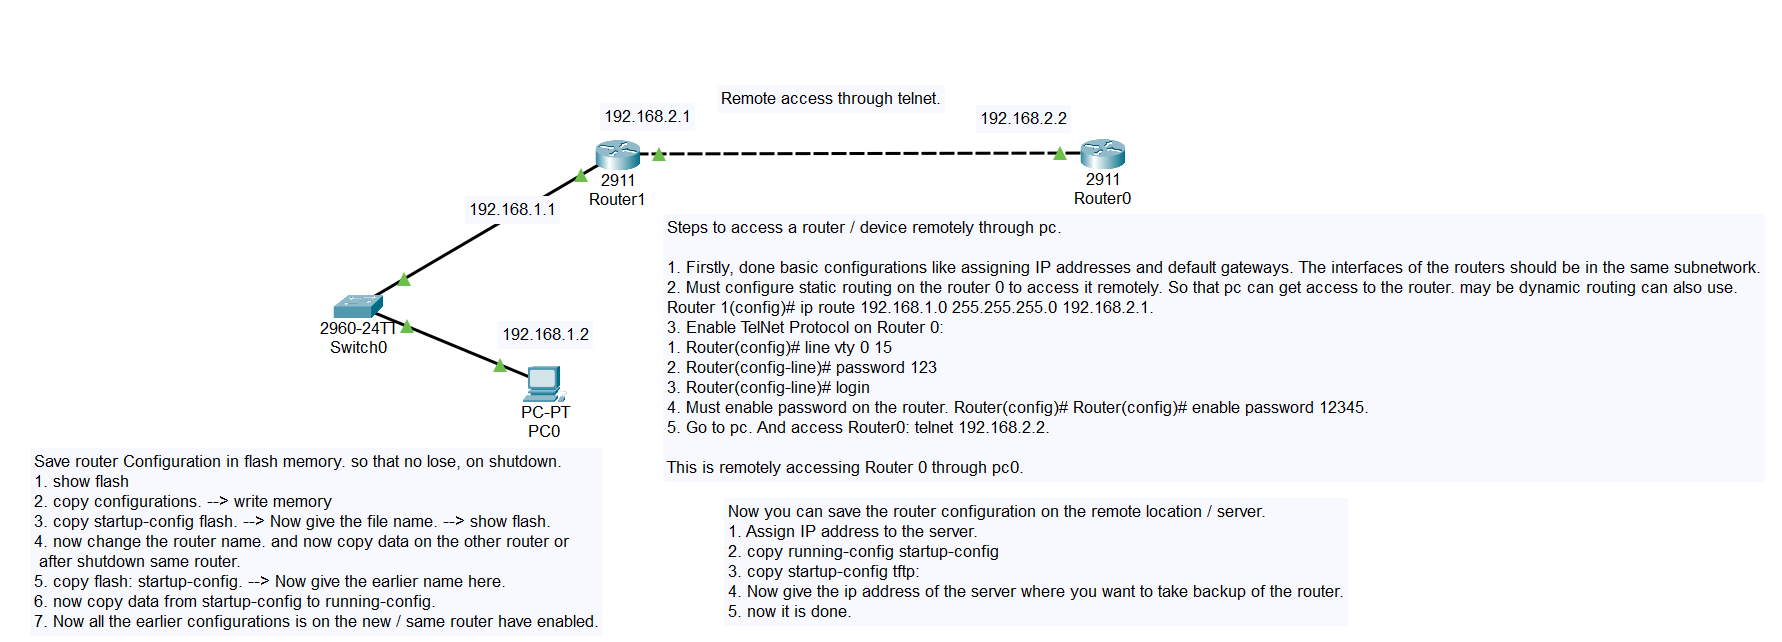 Remote access through telnet.
192.168.2.1
192.168.2.2
2911
Router1
2911
Router0
192.168.1.1
2960-24TT
Switch0
192.168.1.2
PC-PT
PC0
Steps to access a router / device remotely through pc.
1. Firstly, done basic configurations like assigning IP addresses and default gateways. The interfaces of the routers should be in the same subnetwork.
2. Must configure static routing on the router 0 to access it remotely. So that pc can get access to the router. may be dynamic routing can also use.
Router 1(config)# ip route 192.168.1.0 255.255.255.0 192.168.2.1.
3. Enable TelNet Protocol on Router 0:
1. Router(config)# line vty 0 15
2. Router(config-line)# password 123
3. Router(config-line)# login
4. Must enable password on the router. Router(config)# Router(config)# enable password 12345.
5. Go to pc. And access Router0: telnet 192.168.2.2.
This is remotely accessing Router 0 through pc0.
Save router Configuration in flash memory. so that no lose, on shutdown.
1. show flash
2. copy configurations. --> write memory
3. copy startup-config flash. --> Now give the file name. --> show flash.
4. now change the router name. and now copy data on the other router or
after shutdown same router.
5. copy flash: startup-config. --> Now give the earlier name here.
6. now copy data from startup-config to running-config.
7. Now all the earlier configurations is on the new / same router have enabled.
Now you can save the router configuration on the remote location / server.
1. Assign IP address to the server.
2. copy running-config startup-config
3. copy startup-config tftp:
4. Now give the ip address of the server where you want to take backup of the router.
5. now it is done.